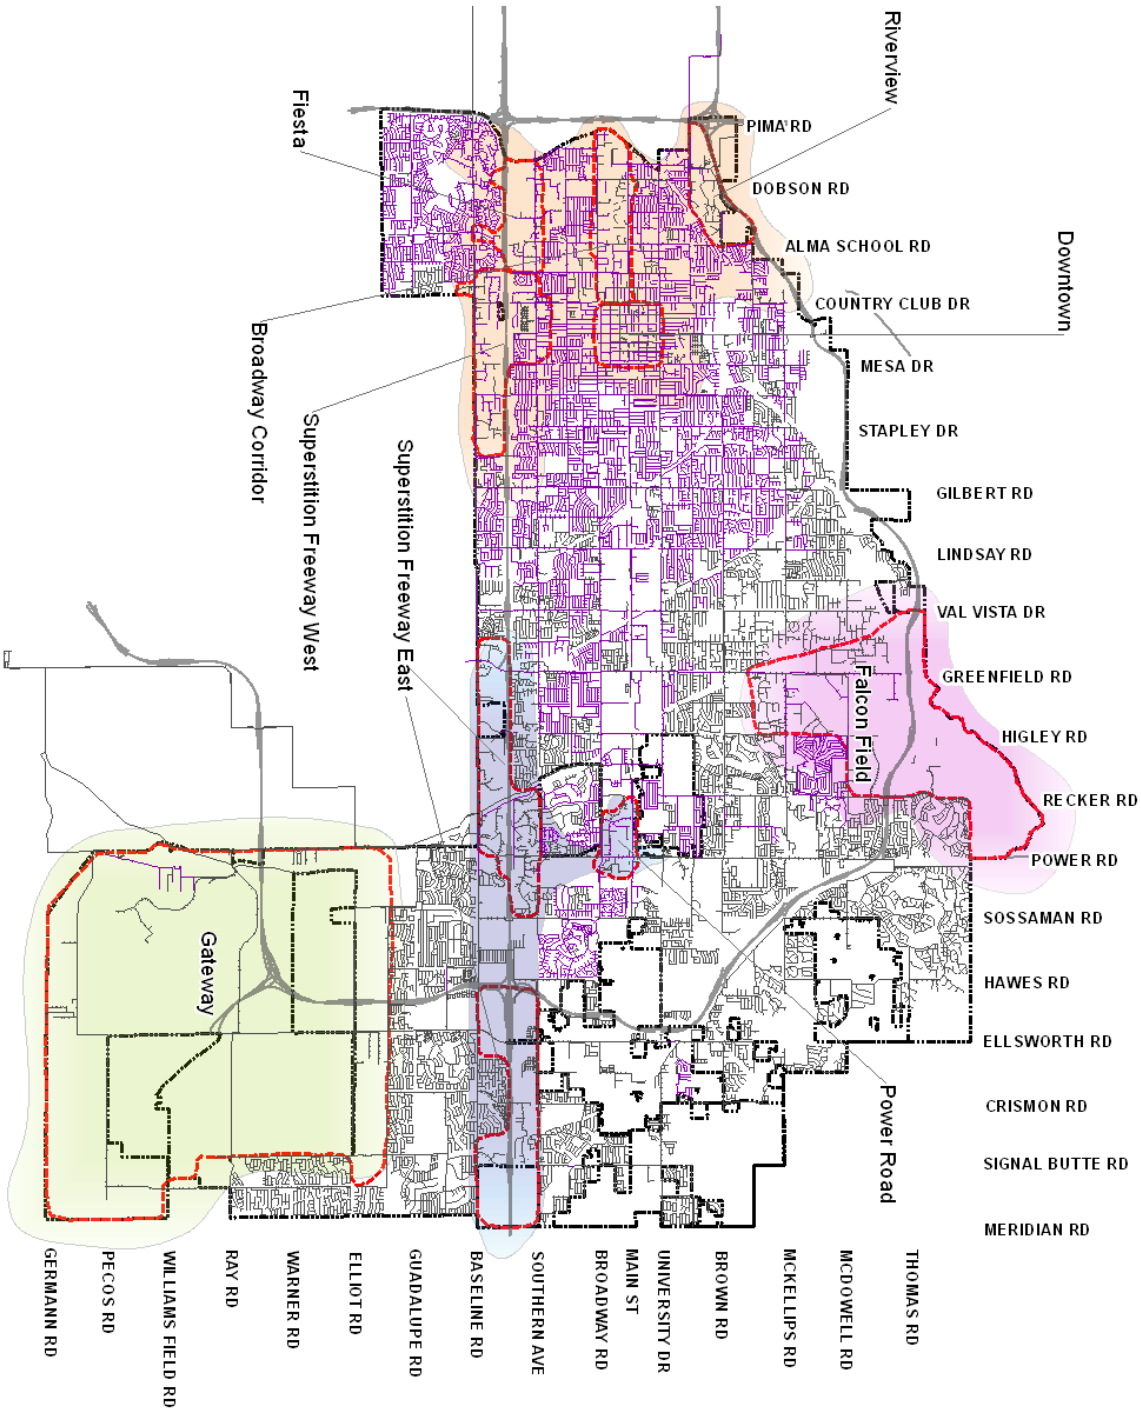 Riverview
Fiesta
Downtown
Broadway Corridor
Superstition Freeway West
Superstition Freeway East
Falcon Field
Gateway
Power Road
PIMA RD
DOBSON RD
ALMA SCHOOL RD
COUNTRY CLUB DR
MESA DR
STAPLEY DR
GILBERT RD
LINDSAY RD
VAL VISTA DR
GREENFIELD RD
HIGLEY RD
RECKER RD
POWER RD
SOSSAMAN RD
HAWES RD
ELLSWORTH RD
CRISMON RD
SIGNAL BUTTE RD
MERIDIAN RD
GERMANN RD
PECOS RD
WILLIAMS FIELD RD
RAY RD
WARNER RD
ELLIOT RD
GUADALUPE RD
BASELINE RD
SOUTHERN AVE
BROADWAY RD
MAIN ST
UNIVERSITY DR
BROWN RD
MCKELLIPS RD
MCDOWELL RD
THOMAS RD